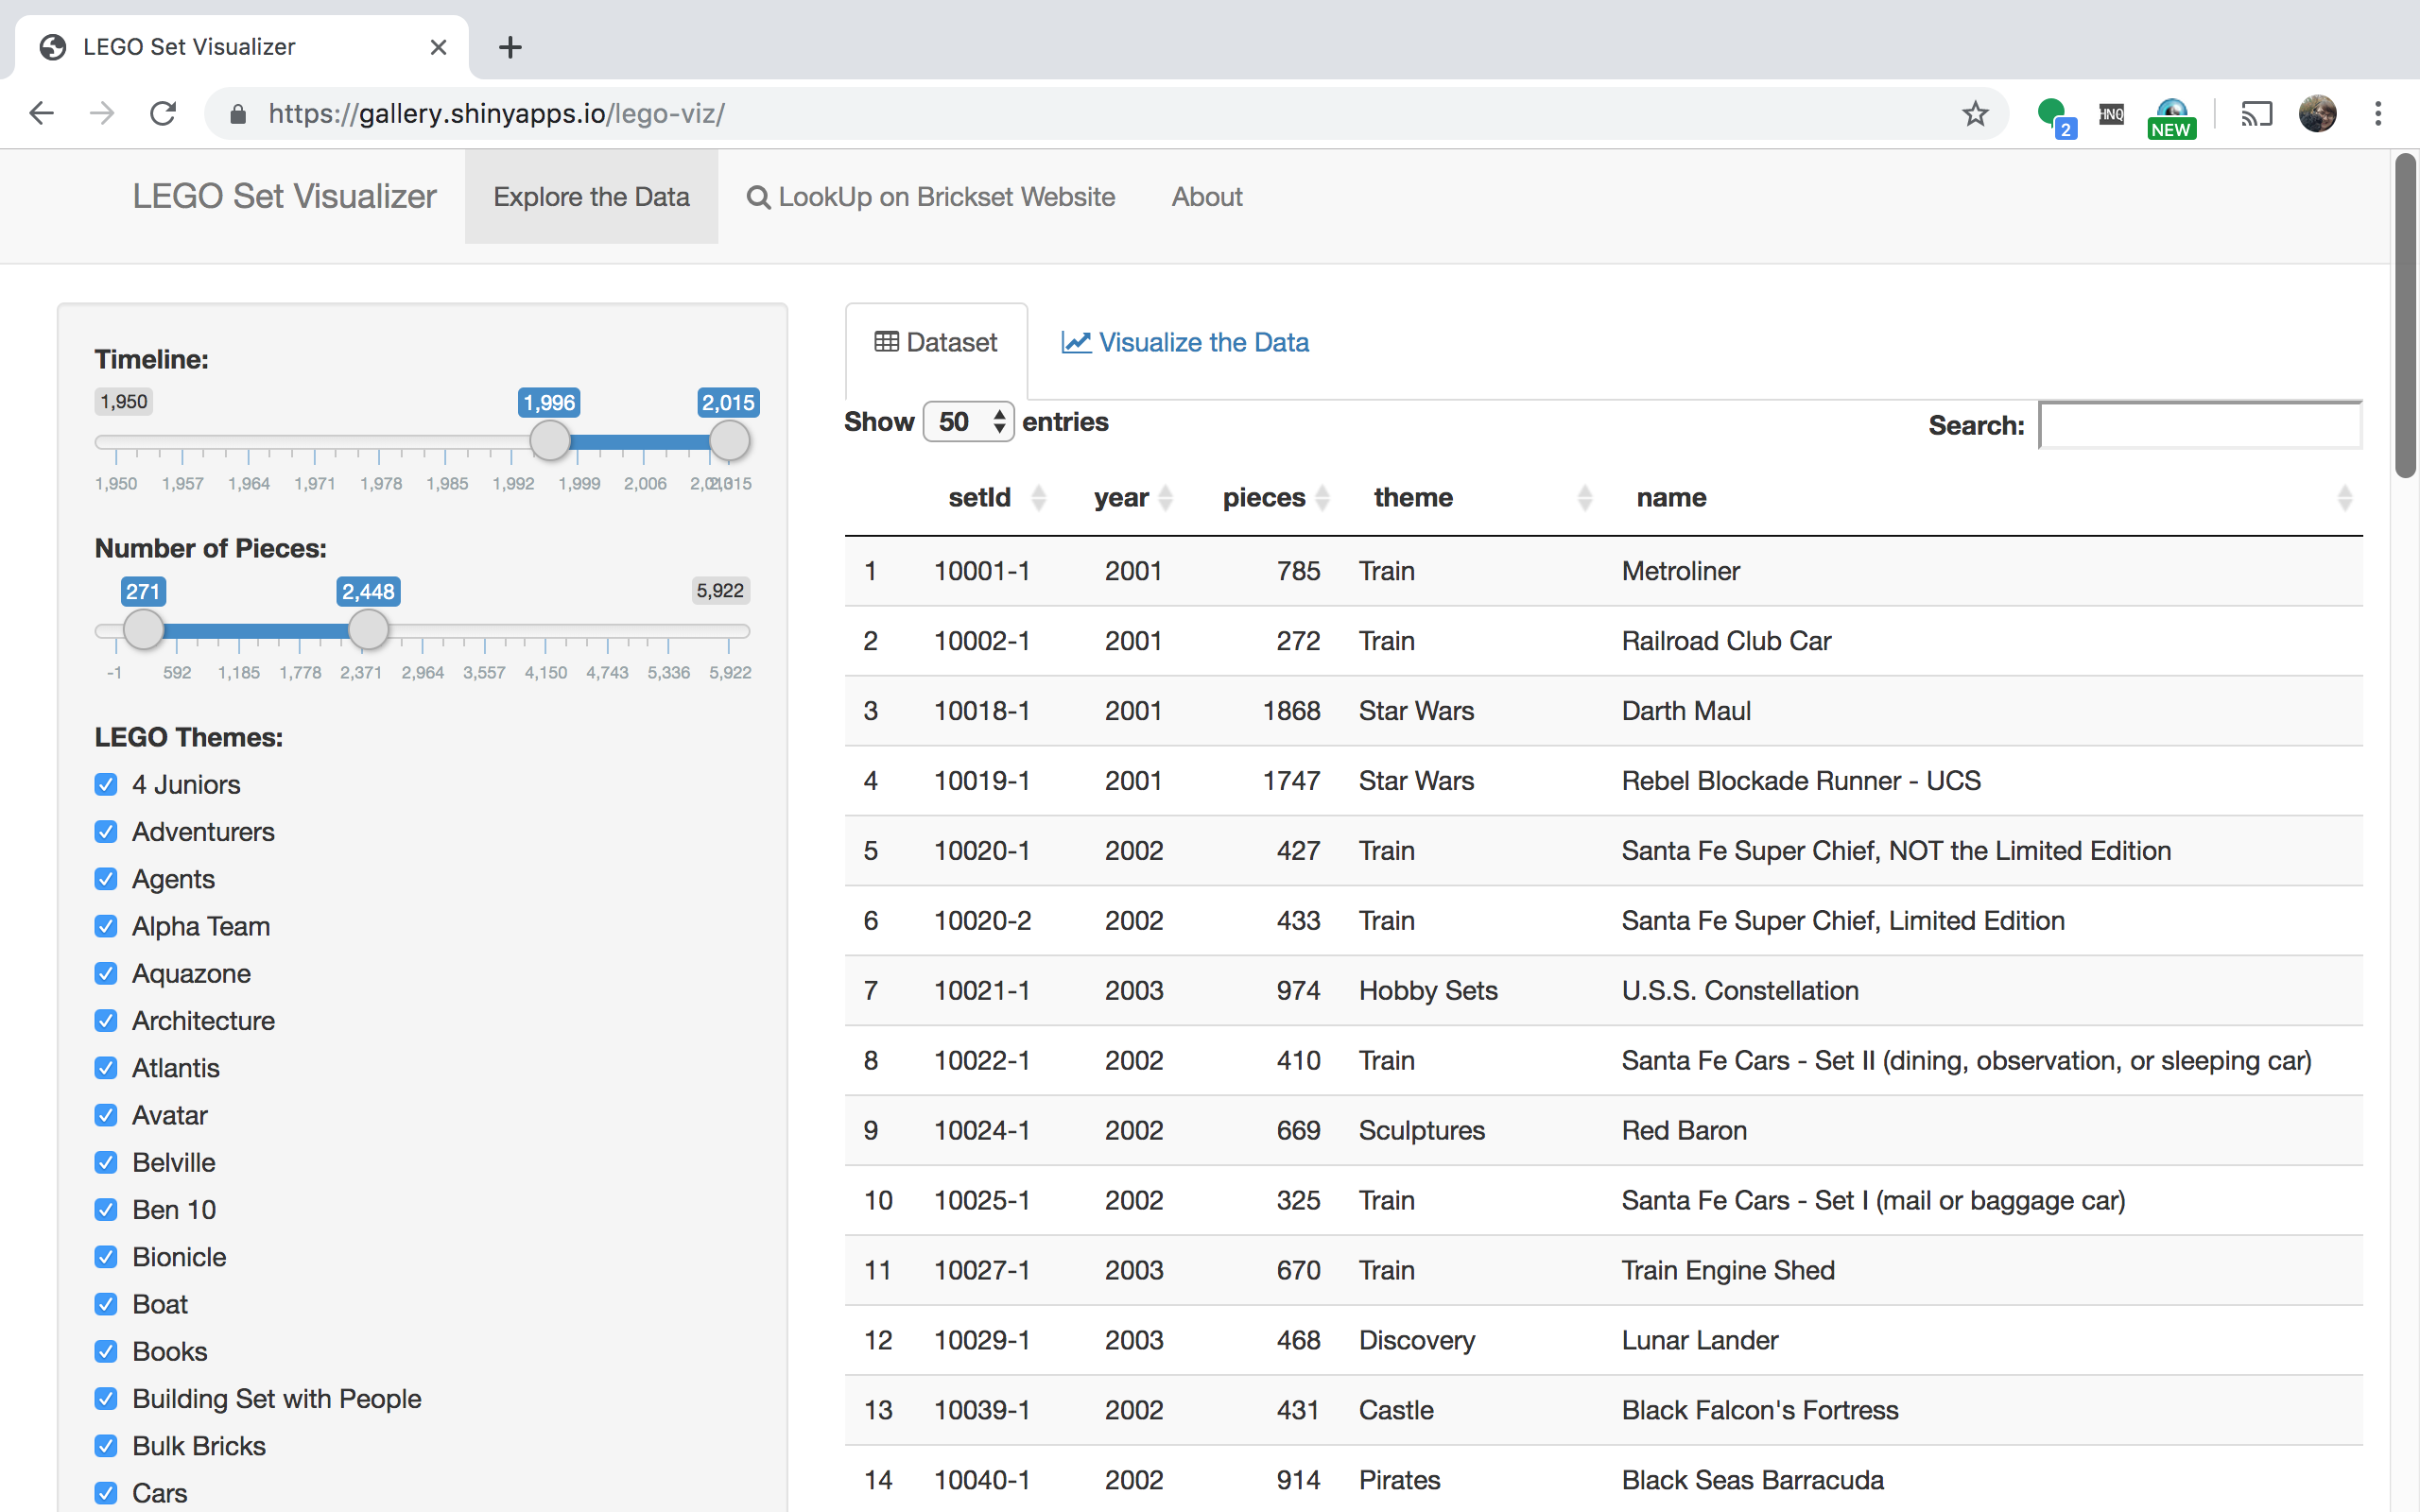 LEGO Set Visualizer
https://gallery.shinyapps.io/lego-viz/
2
HNQ
NEW
LEGO Set Visualizer Explore the Data LookUp on Brickset Website About
Timeline:
1,950 1,996 2,015
1,950 1,957 1,964 1,971 1,978 1,985 1,992 1,999 2,006 2,013 2,015
Number of Pieces:
271 2,448 5,922
-1 592 1,185 1,778 2,371 2,964 3,557 4,150 4,743 5,336 5,922
LEGO Themes:
4 Juniors
Adventurers
Agents
Alpha Team
Aquazone
Architecture
Atlantis
Avatar
Belville
Ben 10
Bionicle
Boat
Books
Building Set with People
Bulk Bricks
Cars
Dataset Visualize the Data
Show 50 entries Search:
setId year pieces theme name
1 10001-1 2001 785 Train Metroliner
2 10002-1 2001 272 Train Railroad Club Car
3 10018-1 2001 1868 Star Wars Darth Maul
4 10019-1 2001 1747 Star Wars Rebel Blockade Runner - UCS
5 10020-1 2002 427 Train Santa Fe Super Chief, NOT the Limited Edition
6 10020-2 2002 433 Train Santa Fe Super Chief, Limited Edition
7 10021-1 2003 974 Hobby Sets U.S.S. Constellation
8 10022-1 2002 410 Train Santa Fe Cars - Set II (dining, observation, or sleeping car)
9 10024-1 2002 669 Sculptures Red Baron
10 10025-1 2002 325 Train Santa Fe Cars - Set I (mail or baggage car)
11 10027-1 2003 670 Train Train Engine Shed
12 10029-1 2003 468 Discovery Lunar Lander
13 10039-1 2002 431 Castle Black Falcon's Fortress
14 10040-1 2002 914 Pirates Black Seas Barracuda